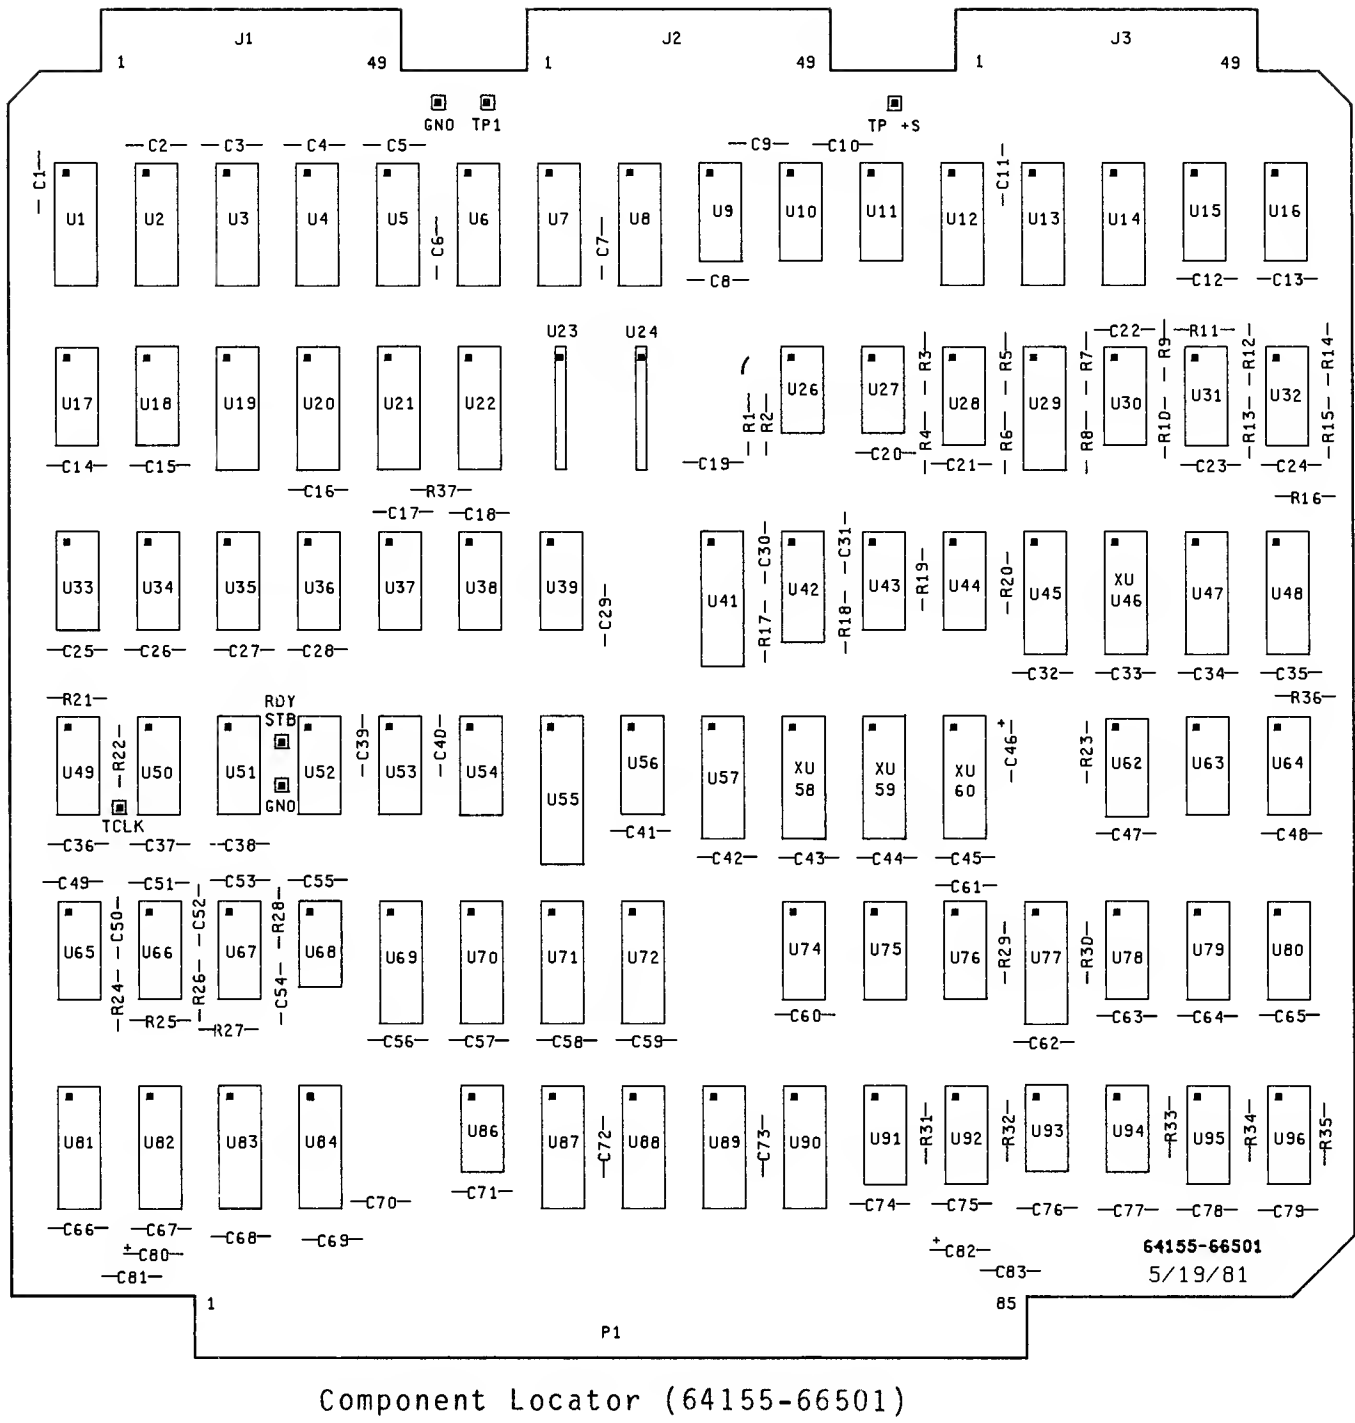 J1 J2 J3
1 49 1 49 1 49
GND TP1 TP +S
C2 C3 C4 C5 C9 C10
C1 C11
U1 U2 U3 U4 U5 U6 U7 U8 U9 U10 U11 U12 U13 U14 U15 U16
C6 C7
C8 C12 C13
U23 U24 C22 R11
R3 R5 R7 R9 R12 R14
U17 U18 U19 U20 U21 U22 U26 U27 U28 U29 U30 U31 U32
R1 R2 R4 R6 R8 R10 R13 R15
C14 C15 C19 C20 C21 C23 C24
C16 R37 R16
C17 C18
C30 C31
U33 U34 U35 U36 U37 U38 U39 U41 U42 U43 R19 U44 R20 U45 XU U46 U47 U48
C29 R17 R18
C25 C26 C27 C28 C32 C33 C34 C35
R21 RDY R36
STB
R22 C39 C40 C46 + R23
U49 U50 U51 U52 U53 U54 U55 U56 U57 XU 58 XU 59 XU 60 U62 U63 U64
GND
TCLK C41 C47 C48
C36 C37 C38 C42 C43 C44 C45
C49 C51 C53 C55 C61
C50 C52 R28
U65 U66 U67 U68 U69 U70 U71 U72 U74 U75 U76 R29 U77 R30 U78 U79 U80
R24 R26 C54
R25 R27 C60 C63 C64 C65
C56 C57 C58 C59 C62
U81 U82 U83 U84 U86 U87 C72 U88 U89 C73 U90 U91 R31 U92 R32 U93 U94 R33 U95 R34 U96 R35
C71
C70 C74 C75 C76 C77 C78 C79
C66 C67 C68 C69
+ C80 + C82 64155-66501
C81 C83 5/19/81
1 85
P1
Component Locator (64155-66501)